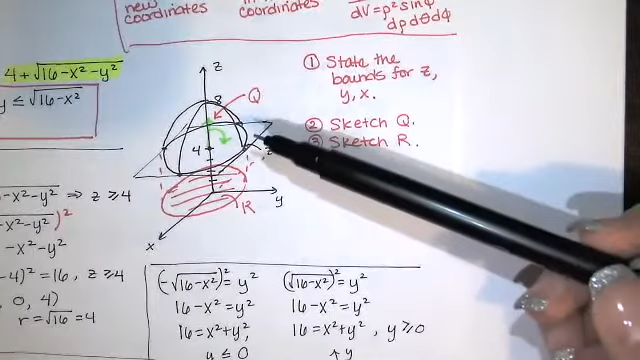 new
coordinates
in
coordinates
dV = ρ² sinφ
dρdθdφ
4 + √16-x²-y²
y ≤ √16-x²
z
8
Q
4
y
R
x
① State the
bounds for z,
y, x.
② Sketch Q.
③ Sketch R.
-x²-y² ⇒ z ≥ 4
-x²-y² )²
-x²-y²
-4)² = 16, z ≥ 4
, 0, 4)
r = √16 = 4
(-√16-x²)² = y²
16-x² = y²
16 = x²+y²,
y ≤ 0
(√16-x²)² = y²
16-x² = y²
16 = x²+y², y ≥ 0